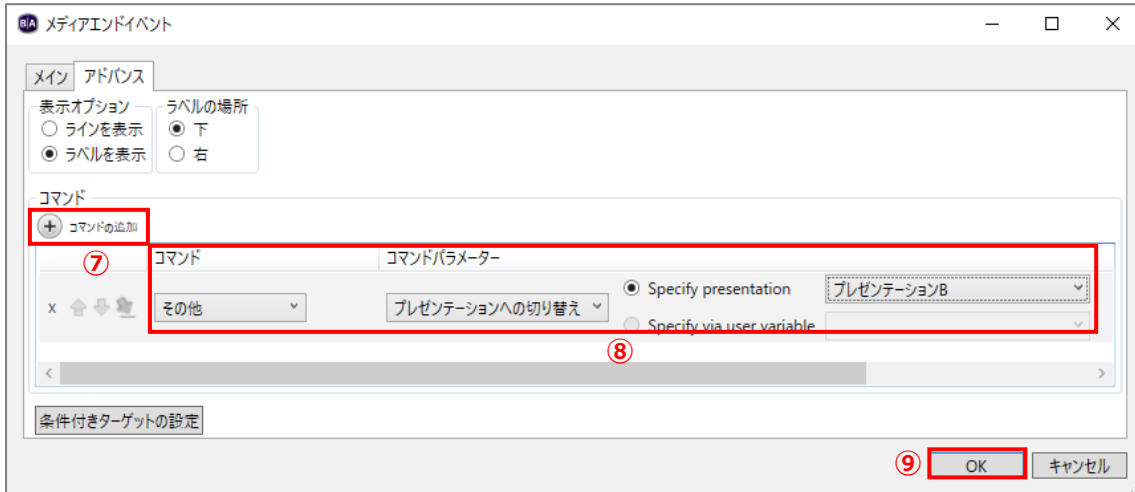 BA メディアエンドイベント
メイン アドバンス
表示オプション ラベルの場所
ラインを表示 下
ラベルを表示 右
コマンド
+ コマンドの追加
⑦ コマンド コマンドパラメーター
x その他 プレゼンテーションへの切り替え Specify presentation プレゼンテーションB
Specify via user variable
⑧
条件付きターゲットの設定
⑨ OK キャンセル